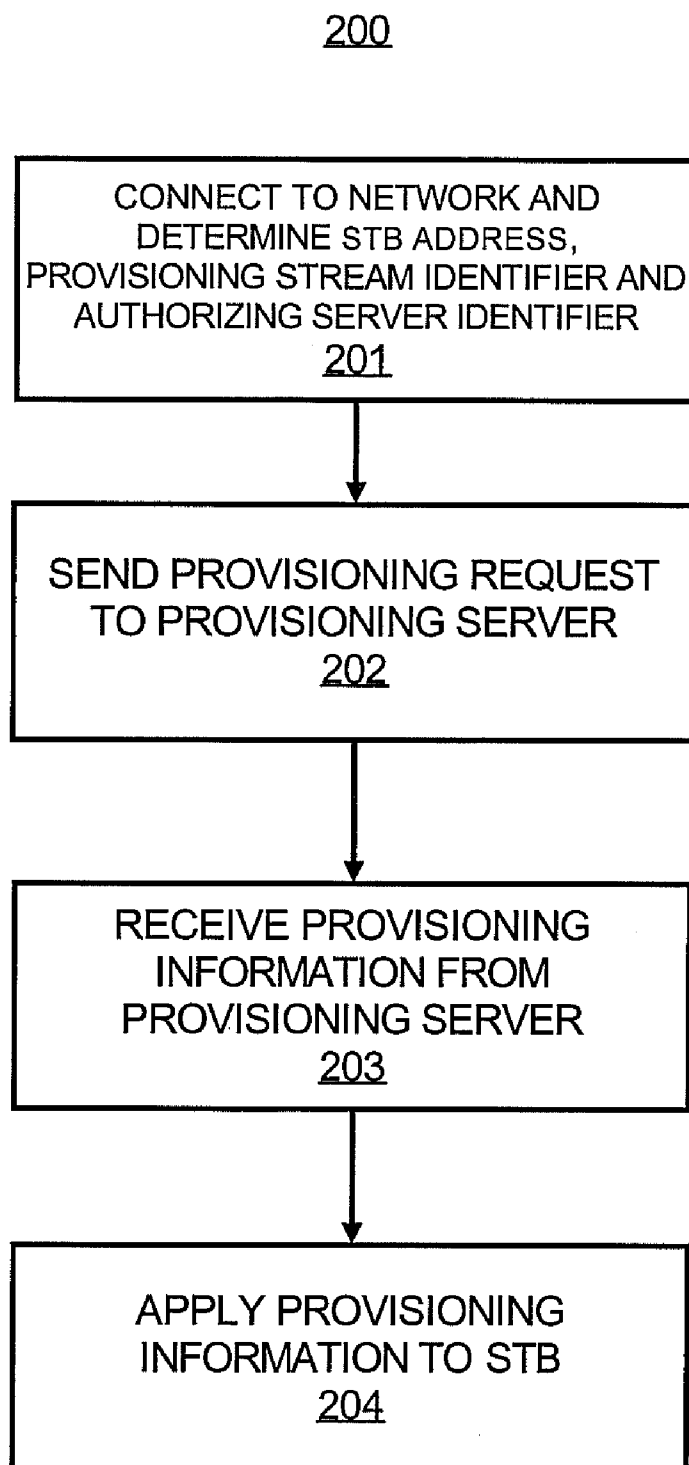 200
CONNECT TO NETWORK AND
DETERMINE STB ADDRESS,
PROVISIONING STREAM IDENTIFIER AND
AUTHORIZING SERVER IDENTIFIER
201
SEND PROVISIONING REQUEST
TO PROVISIONING SERVER
202
RECEIVE PROVISIONING
INFORMATION FROM
PROVISIONING SERVER
203
APPLY PROVISIONING
INFORMATION TO STB
204